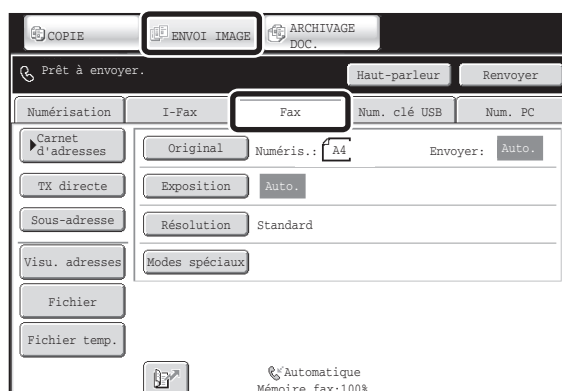 COPIE
ENVOI IMAGE
ARCHIVAGE
DOC.
Prêt à envoyer.
Haut-parleur
Renvoyer
Numérisation
I-Fax
Fax
Num. clé USB
Num. PC
Carnet
d'adresses
Original
Numéris.:
A4
Envoyer:
Auto.
TX directe
Exposition
Auto.
Sous-adresse
Résolution
Standard
Visu. adresses
Modes spéciaux
Fichier
Fichier temp.
Automatique
Mémoire fax:100%